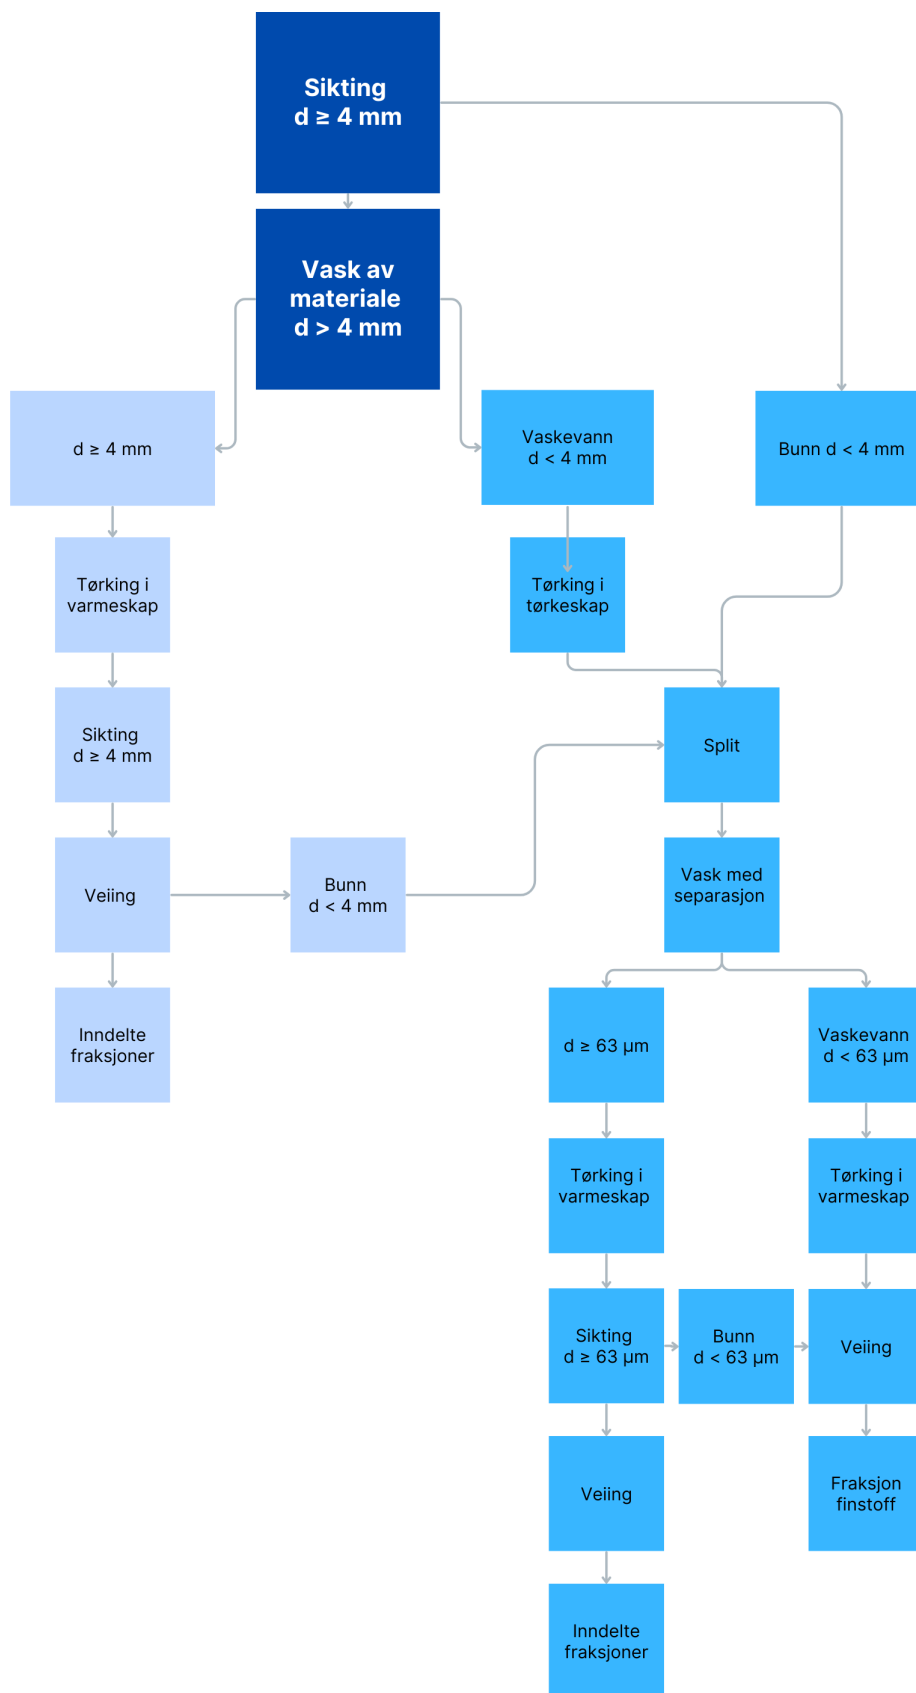 Sikting
d ≥ 4 mm
Vask av
materiale
d > 4 mm
d ≥ 4 mm
Vaskevann
d < 4 mm
Bunn d < 4 mm
Tørking i
varmeskap
Tørking i
tørkeskap
Sikting
d ≥ 4 mm
Split
Veiing
Bunn
d < 4 mm
Vask med
separasjon
Inndelte
fraksjoner
d ≥ 63 µm
Vaskevann
d < 63 µm
Tørking i
varmeskap
Tørking i
varmeskap
Sikting
d ≥ 63 µm
Bunn
d < 63 µm
Veiing
Veiing
Fraksjon
finstoff
Inndelte
fraksjoner